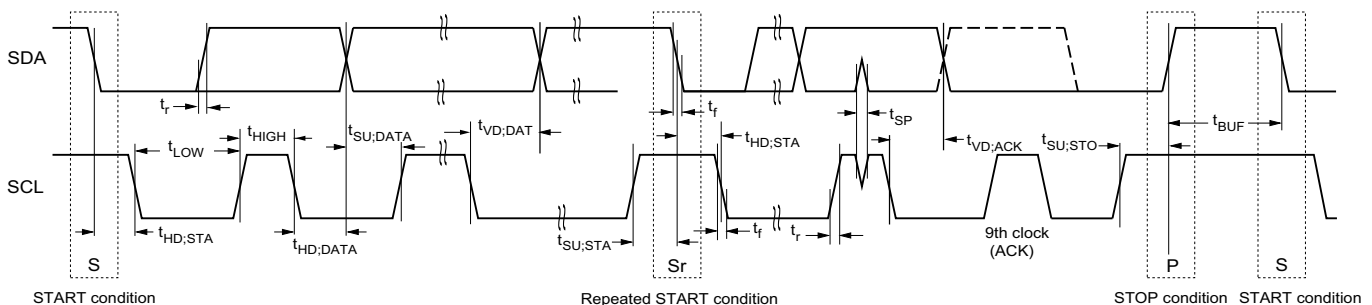 SDA
t_r
t_HIGH
t_LOW
t_SU;DATA
t_VD;DAT
t_f
t_HD;STA
t_SP
t_VD;ACK
t_SU;STO
t_BUF
SCL
t_HD;STA
t_HD;DATA
t_SU;STA
t_f
t_r
9th clock
(ACK)
S
Sr
P
S
START condition
Repeated START condition
STOP condition
START condition